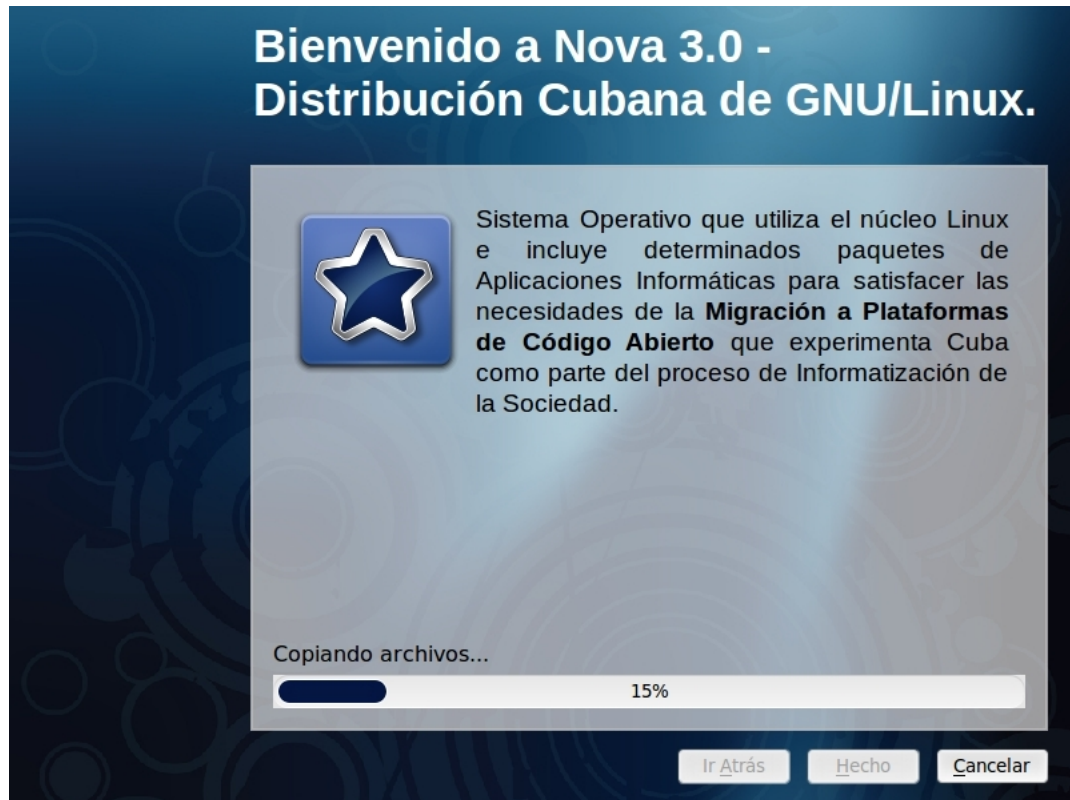 Bienvenido a Nova 3.0 -
Distribución Cubana de GNU/Linux.
Sistema Operativo que utiliza el núcleo Linux
e incluye determinados paquetes de
Aplicaciones Informáticas para satisfacer las
necesidades de la Migración a Plataformas
de Código Abierto que experimenta Cuba
como parte del proceso de Informatización de
la Sociedad.
Copiando archivos...
15%
Ir Atrás
Hecho
Cancelar